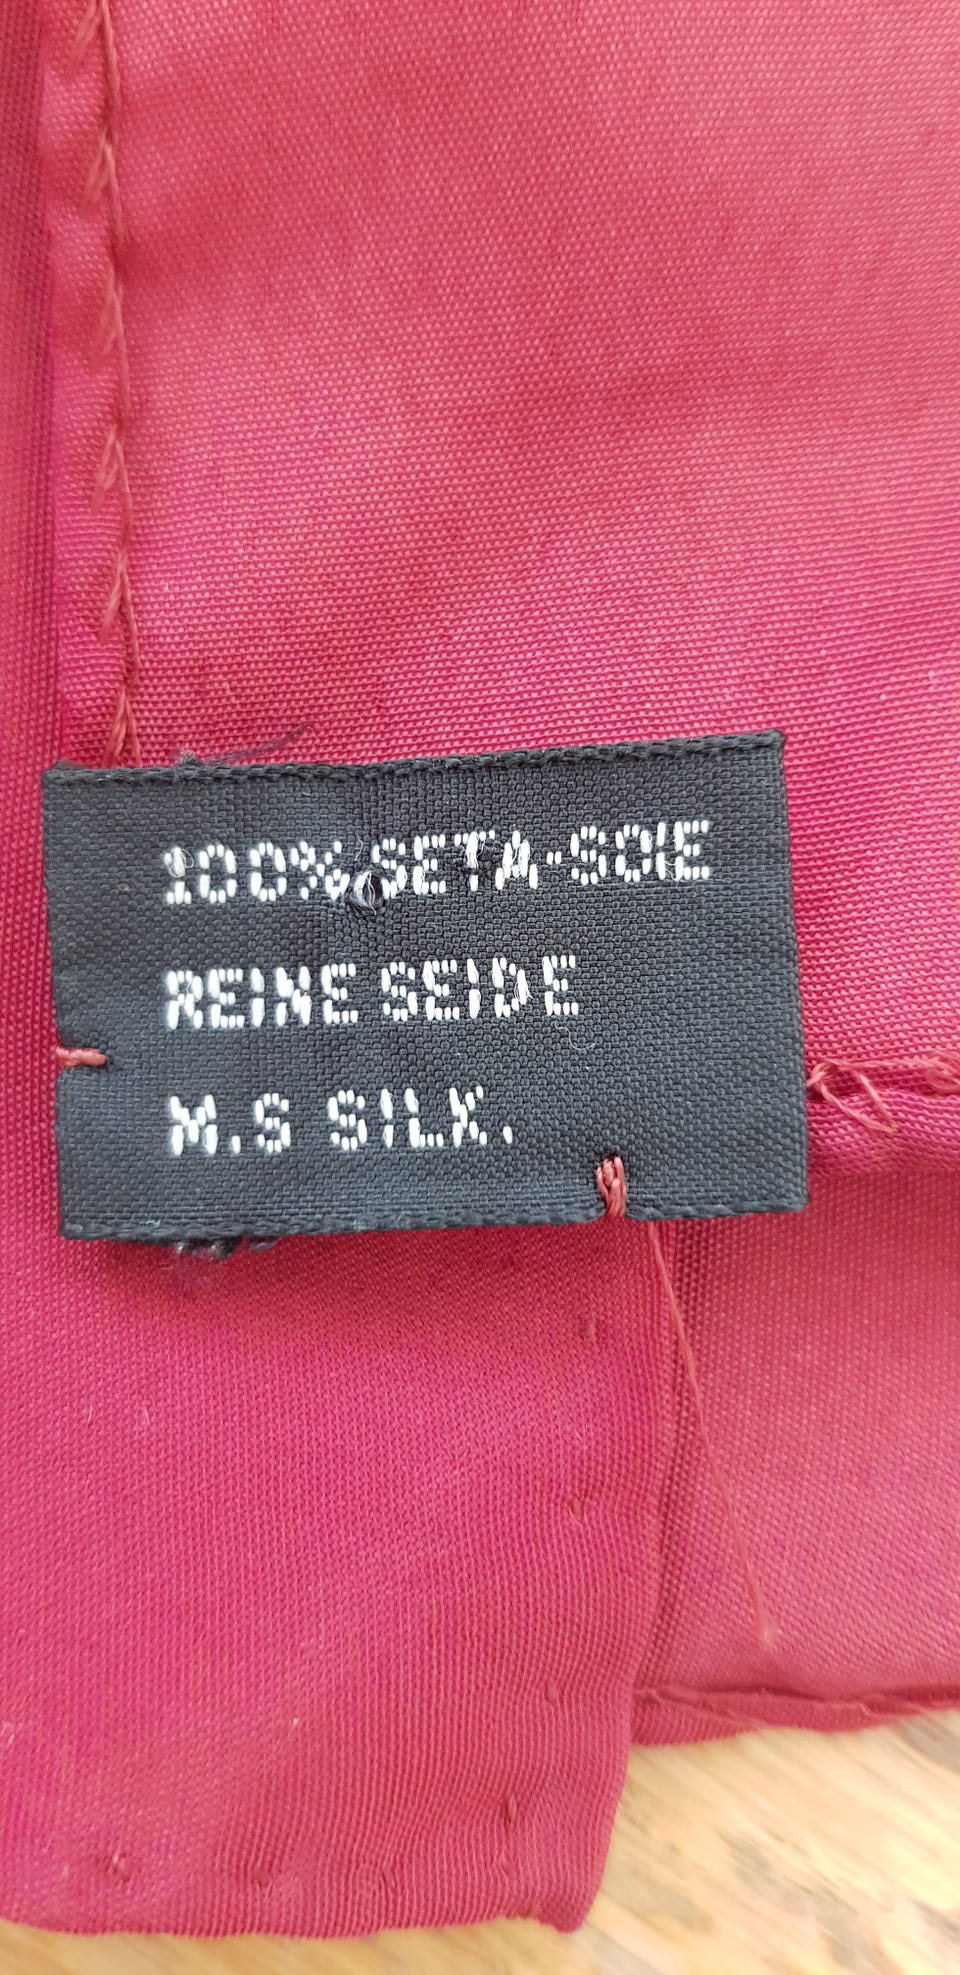 100% SETA-SOIE
REINE SEIDE
M.S SILK.